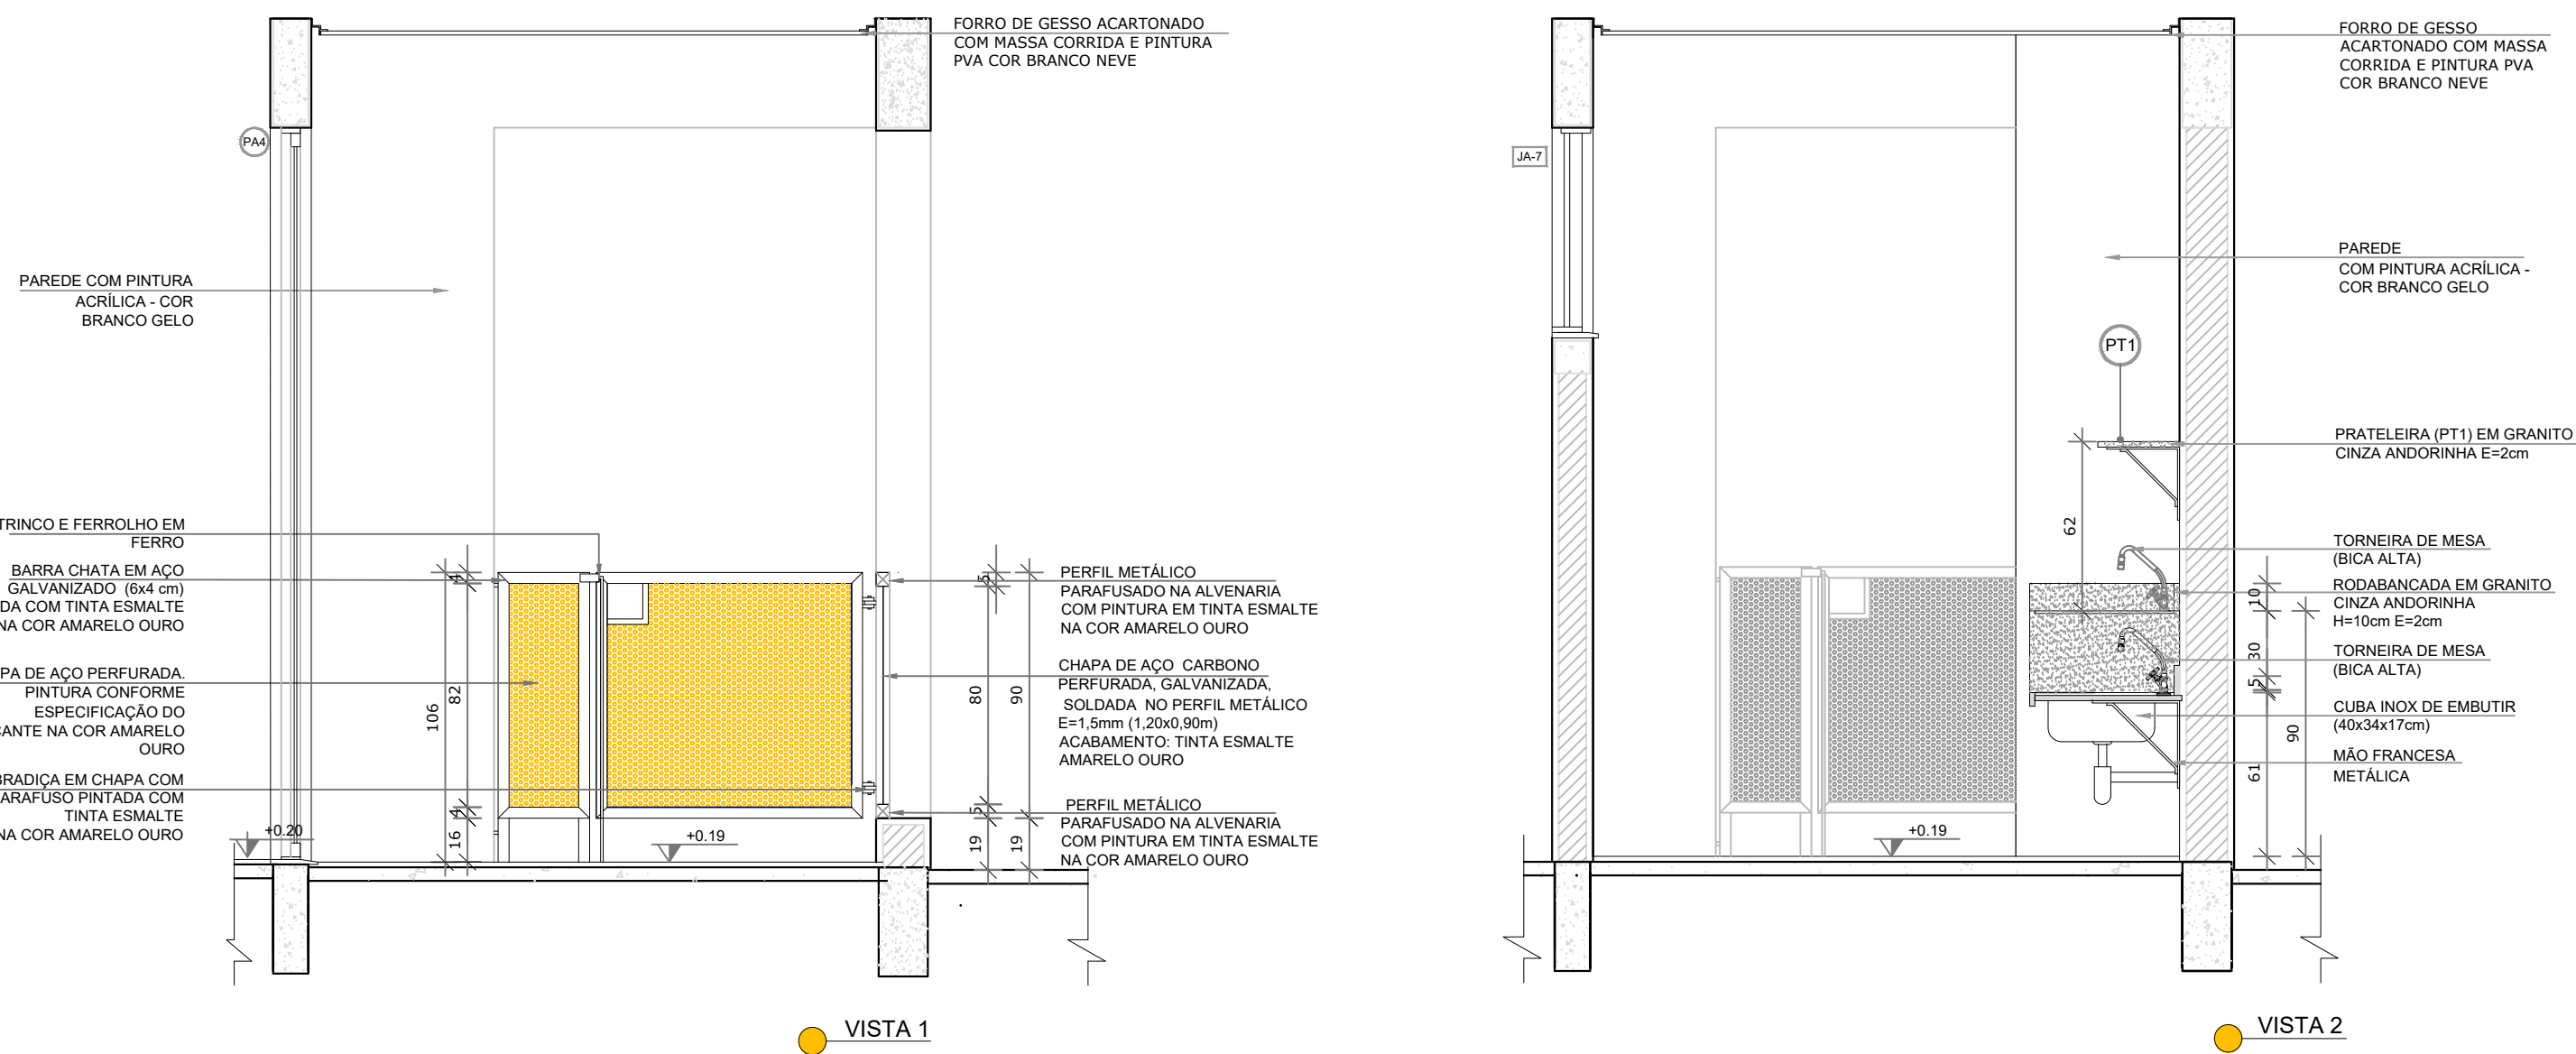 FORRO DE GESSO ACARTONADO
COM MASSA CORRIDA E PINTURA
PVA COR BRANCO NEVE
PA4
PAREDE COM PINTURA
ACRÍLICA - COR
BRANCO GELO
TRINCO E FERROLHO EM
FERRO
BARRA CHATA EM AÇO
GALVANIZADO (6x4 cm)
COM TINTA ESMALTE
NA COR AMARELO OURO
DE AÇO PERFURADA.
PINTURA CONFORME
ESPECIFICAÇÃO DO
NA COR AMARELO
OURO
EM CHAPA COM
PINTADA COM
TINTA ESMALTE
NA COR AMARELO OURO
+0.20
+0.19
106
4
82
4
16
5
80
5
19
90
19
PERFIL METÁLICO
PARAFUSADO NA ALVENARIA
COM PINTURA EM TINTA ESMALTE
NA COR AMARELO OURO
CHAPA DE AÇO CARBONO
PERFURADA, GALVANIZADA,
SOLDADA NO PERFIL METÁLICO
E=1,5mm (1,20x0,90m)
ACABAMENTO: TINTA ESMALTE
AMARELO OURO
PERFIL METÁLICO
PARAFUSADO NA ALVENARIA
COM PINTURA EM TINTA ESMALTE
NA COR AMARELO OURO
VISTA 1
FORRO DE GESSO
ACARTONADO COM MASSA
CORRIDA E PINTURA PVA
COR BRANCO NEVE
JA-7
PAREDE
COM PINTURA ACRÍLICA -
COR BRANCO GELO
PT1
PRATELEIRA (PT1) EM GRANITO
CINZA ANDORINHA E=2cm
62
TORNEIRA DE MESA
(BICA ALTA)
RODABANCADA EM GRANITO
CINZA ANDORINHA
H=10cm E=2cm
TORNEIRA DE MESA
(BICA ALTA)
CUBA INOX DE EMBUTIR
(40x34x17cm)
MÃO FRANCESA
METÁLICA
10
30
5
61
90
+0.19
VISTA 2